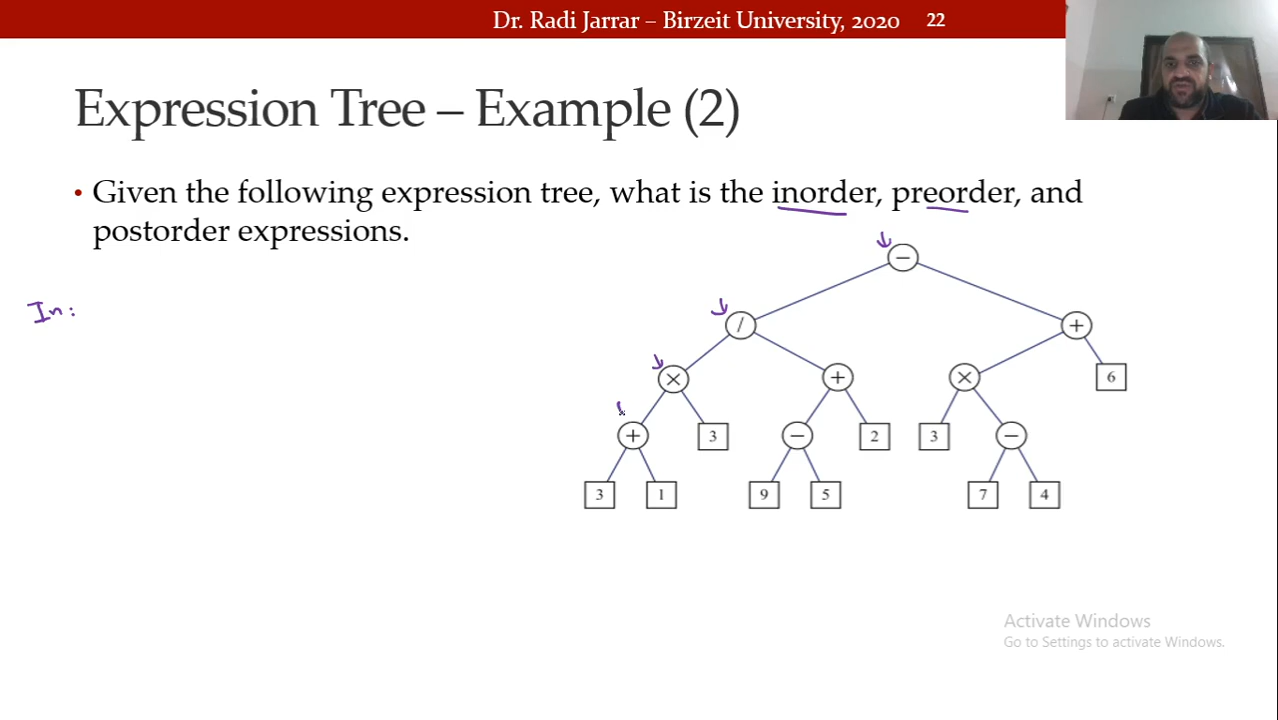 Dr. Radi Jarrar – Birzeit University, 2020 22
Expression Tree – Example (2)
• Given the following expression tree, what is the inorder, preorder, and
postorder expressions.
−
In:
/ +
× + × 6
+ 3 − 2 3 −
3 1 9 5 7 4
Activate Windows
Go to Settings to activate Windows.